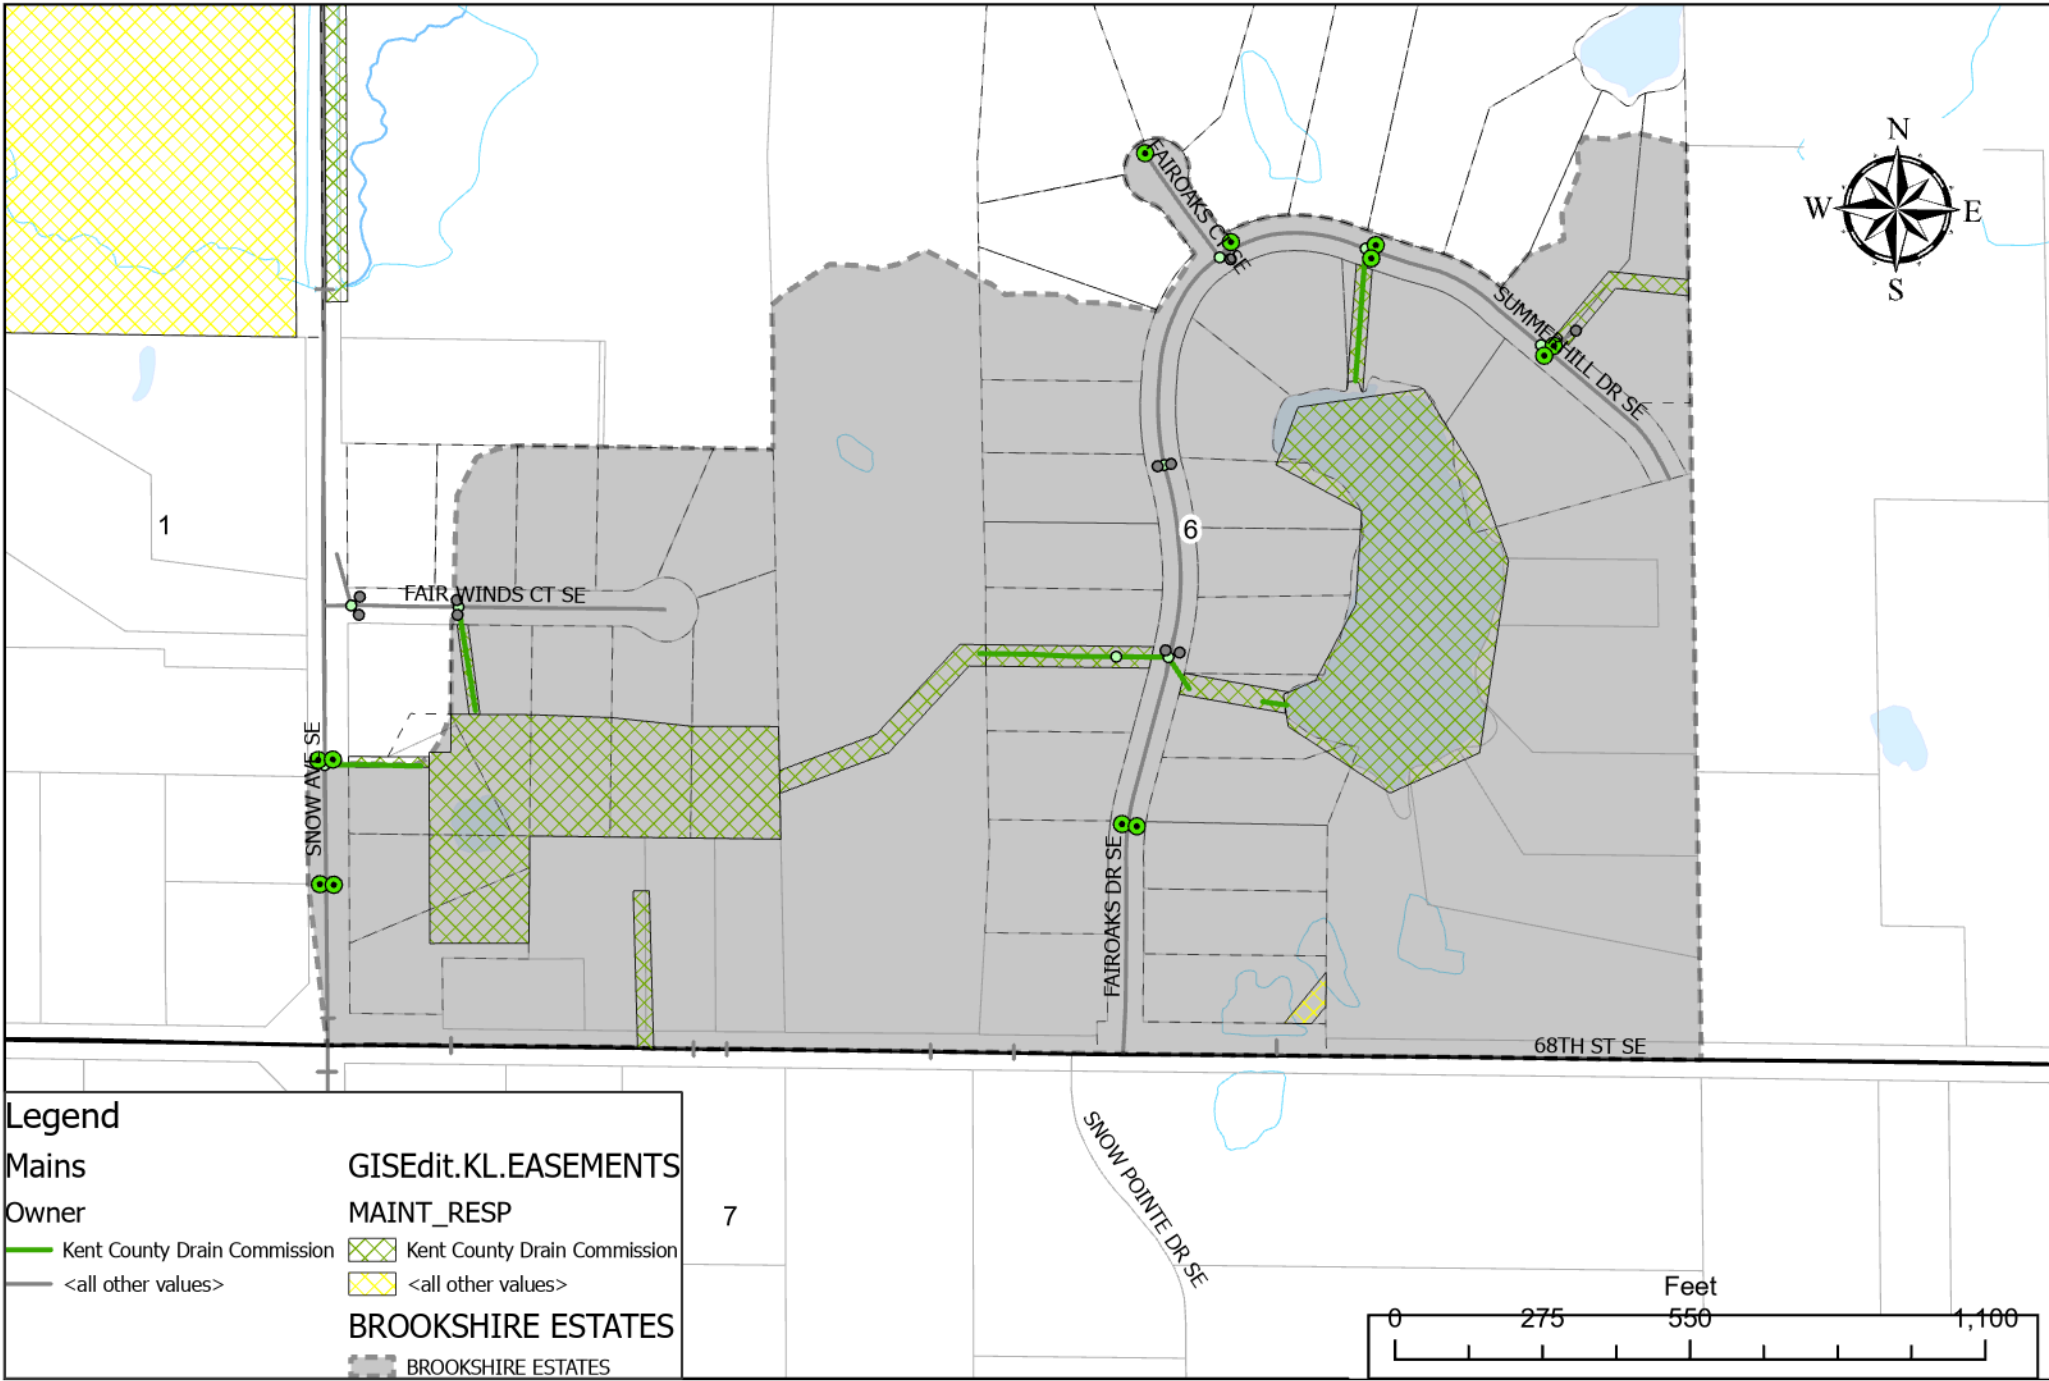 N
W E
S
FAIROAKS CT SE
SUMMERHILL DR SE
1
6
FAIR WINDS CT SE
SNOW AVE SE
FAIROAKS DR SE
68TH ST SE
SNOW POINTE DR SE
7
Legend
Mains
Owner
Kent County Drain Commission
<all other values>
GISEdit.KL.EASEMENTS
MAINT_RESP
Kent County Drain Commission
<all other values>
BROOKSHIRE ESTATES
BROOKSHIRE ESTATES
Feet
0 275 550 1,100